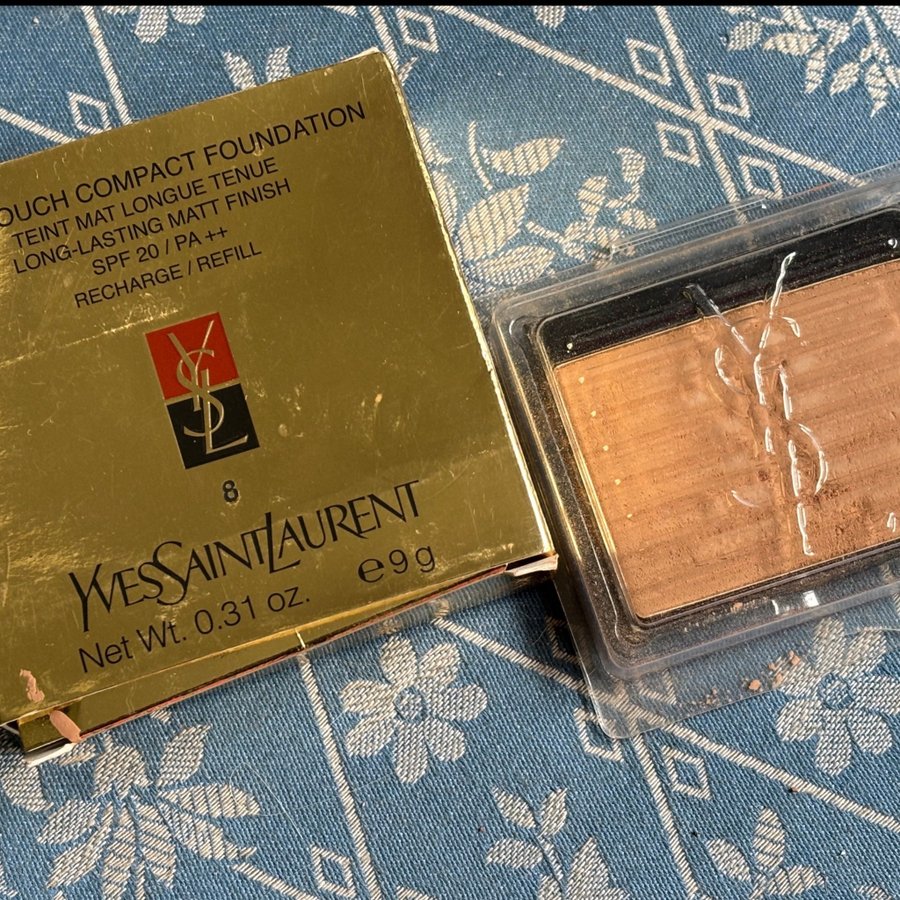 OUCH COMPACT FOUNDATION
TEINT MAT LONGUE TENUE
LONG-LASTING MATT FINISH
SPF 20 / PA ++
RECHARGE / REFILL
YSL
8
YVESSAINTLAURENT
Net Wt. 0.31 oz. e9g
YSL